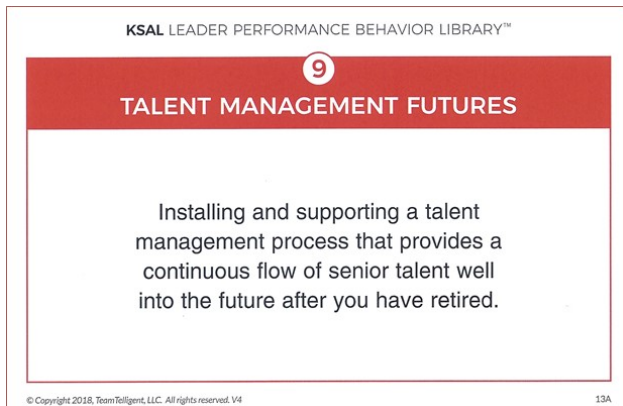 KSAL LEADER PERFORMANCE BEHAVIOR LIBRARY™
9
TALENT MANAGEMENT FUTURES
Installing and supporting a talent
management process that provides a
continuous flow of senior talent well
into the future after you have retired.
© Copyright 2018, TeamTelligent, LLC. All rights reserved. V4
13A